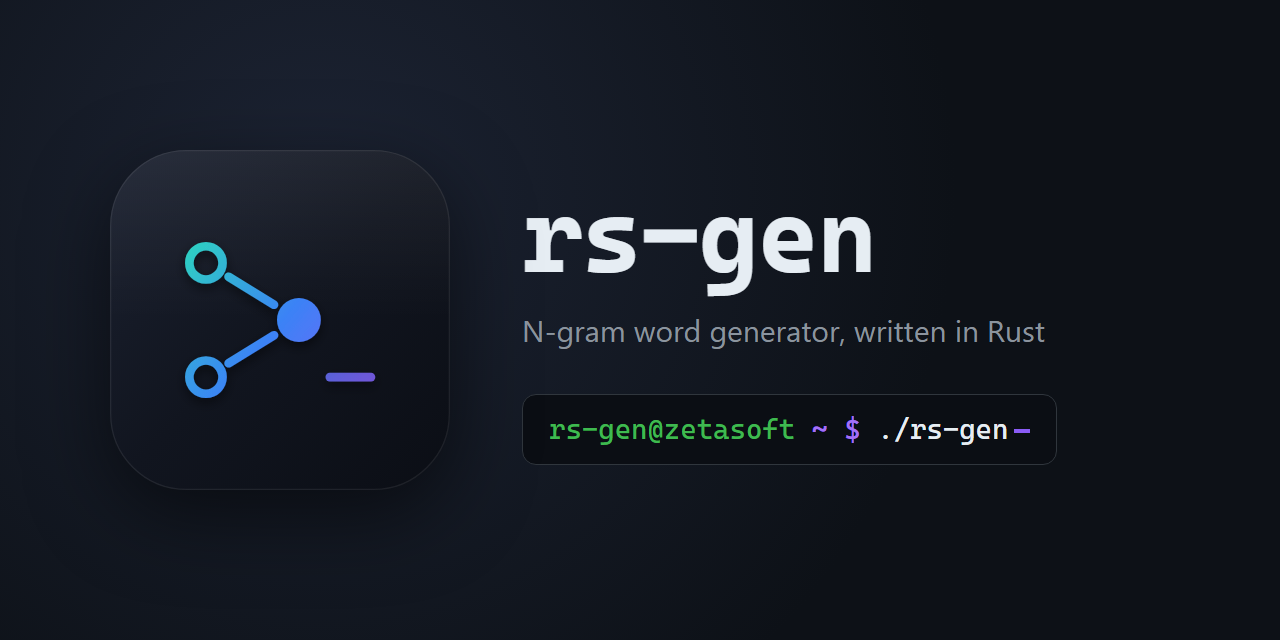 rs-gen
N-gram word generator, written in Rust
rs-gen@zetasoft ~ $ ./rs-gen